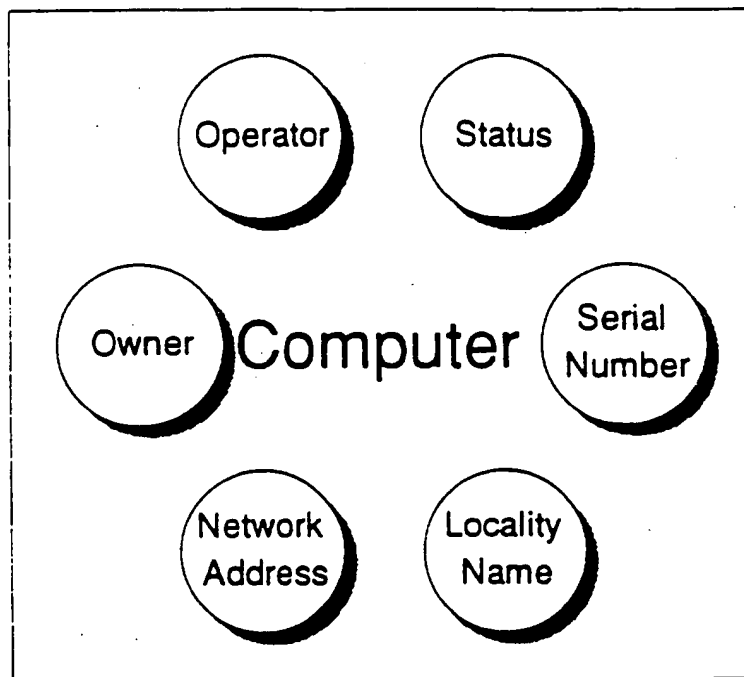 Operator
Status
Owner
Computer
Serial
Number
Network
Address
Locality
Name